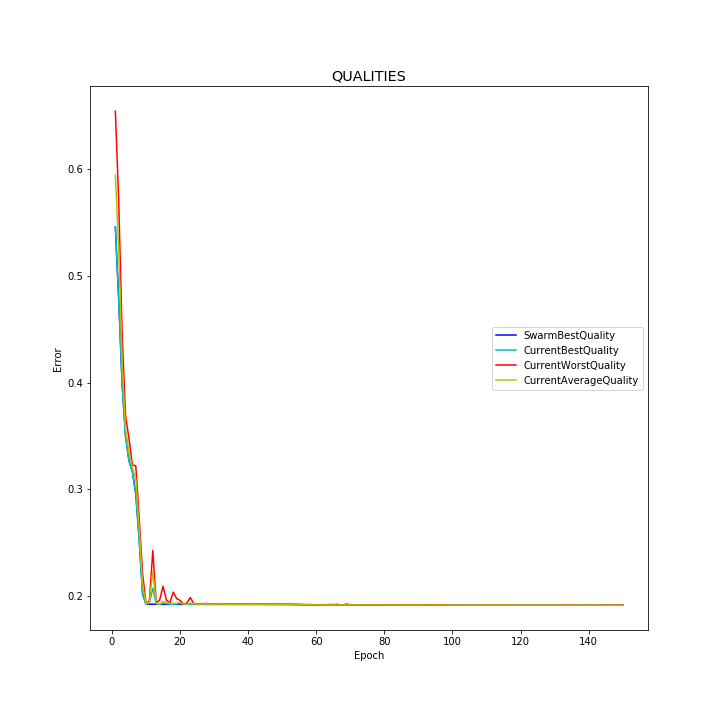 QUALITIES
Error
0.6
0.5
0.4
0.3
0.2
SwarmBestQuality
CurrentBestQuality
CurrentWorstQuality
CurrentAverageQuality
0 20 40 60 80 100 120 140
Epoch